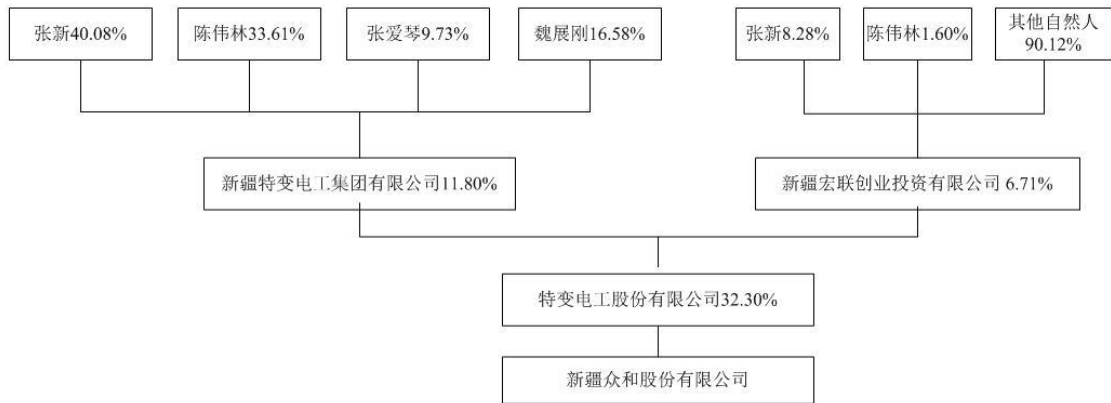 张新40.08%
陈伟林33.61%
张爱琴9.73%
魏展刚16.58%
张新8.28%
陈伟林1.60%
其他自然人
90.12%
新疆特变电工集团有限公司11.80%
新疆宏联创业投资有限公司 6.71%
特变电工股份有限公司32.30%
新疆众和股份有限公司